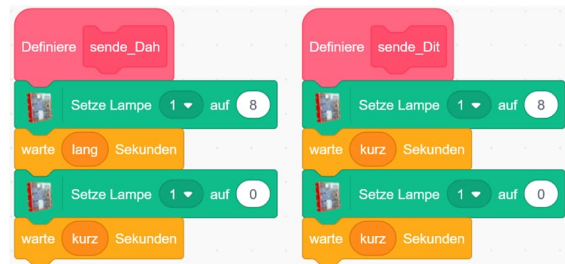 Definiere sende_Dah
Setze Lampe 1 auf 8
warte lang Sekunden
Setze Lampe 1 auf 0
warte kurz Sekunden
Definiere sende_Dit
Setze Lampe 1 auf 8
warte kurz Sekunden
Setze Lampe 1 auf 0
warte kurz Sekunden